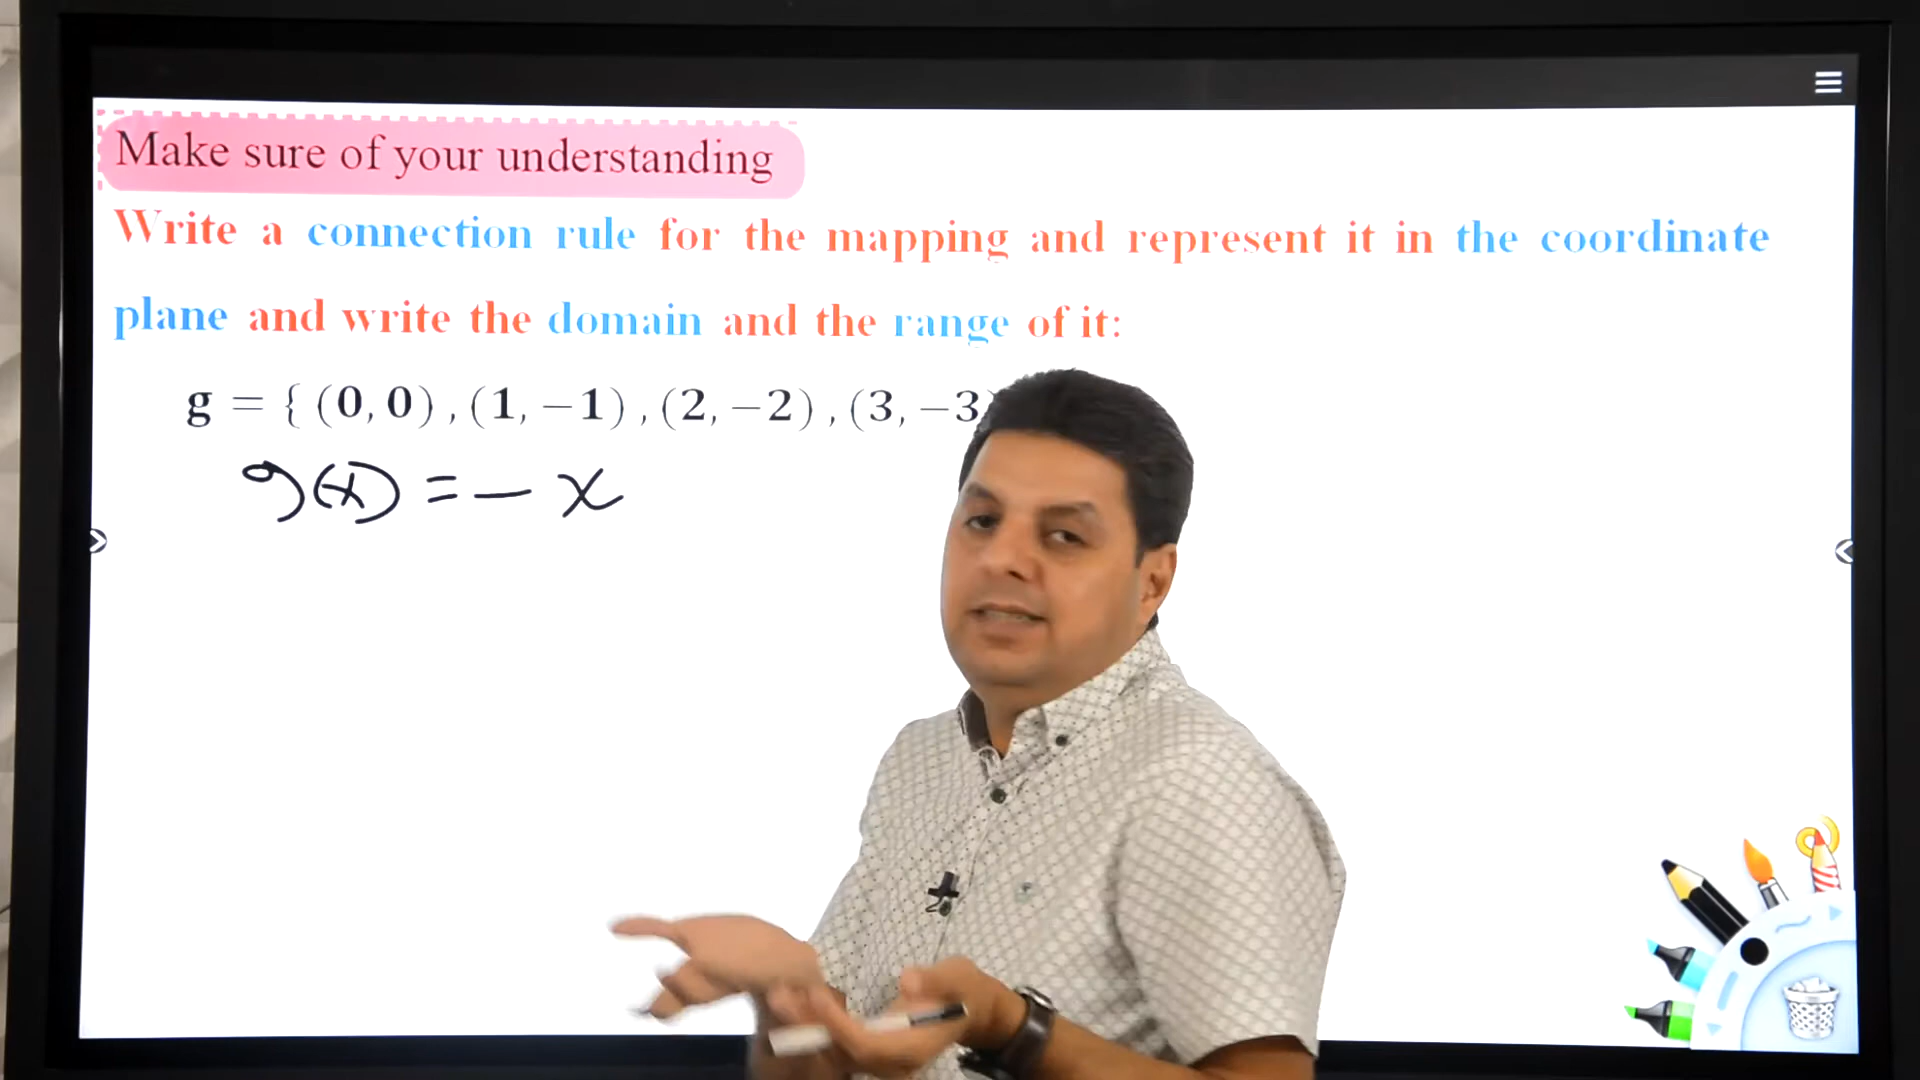 Make sure of your understanding
Write a connection rule for the mapping and represent it in the coordinate
plane and write the domain and the range of it:
g = { (0, 0) , (1, −1) , (2, −2) , (3, −3)
g(x) = − x